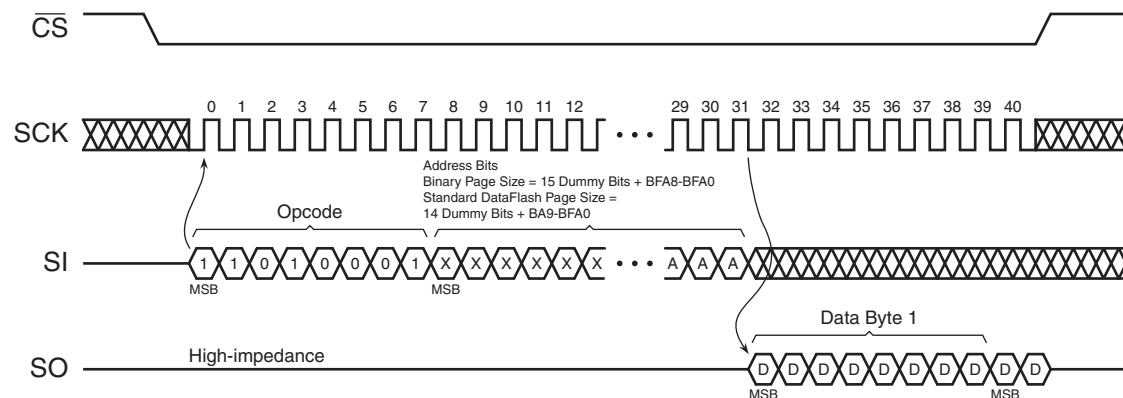 CS
0 1 2 3 4 5 6 7 8 9 10 11 12 29 30 31 32 33 34 35 36 37 38 39 40
SCK
Address Bits
Binary Page Size = 15 Dummy Bits + BFA8-BFA0
Standard DataFlash Page Size =
14 Dummy Bits + BA9-BFA0
Opcode
SI 1 1 0 1 0 0 0 1 X X X X X X A A A
MSB MSB
Data Byte 1
High-impedance
SO D D D D D D D D D D
MSB MSB